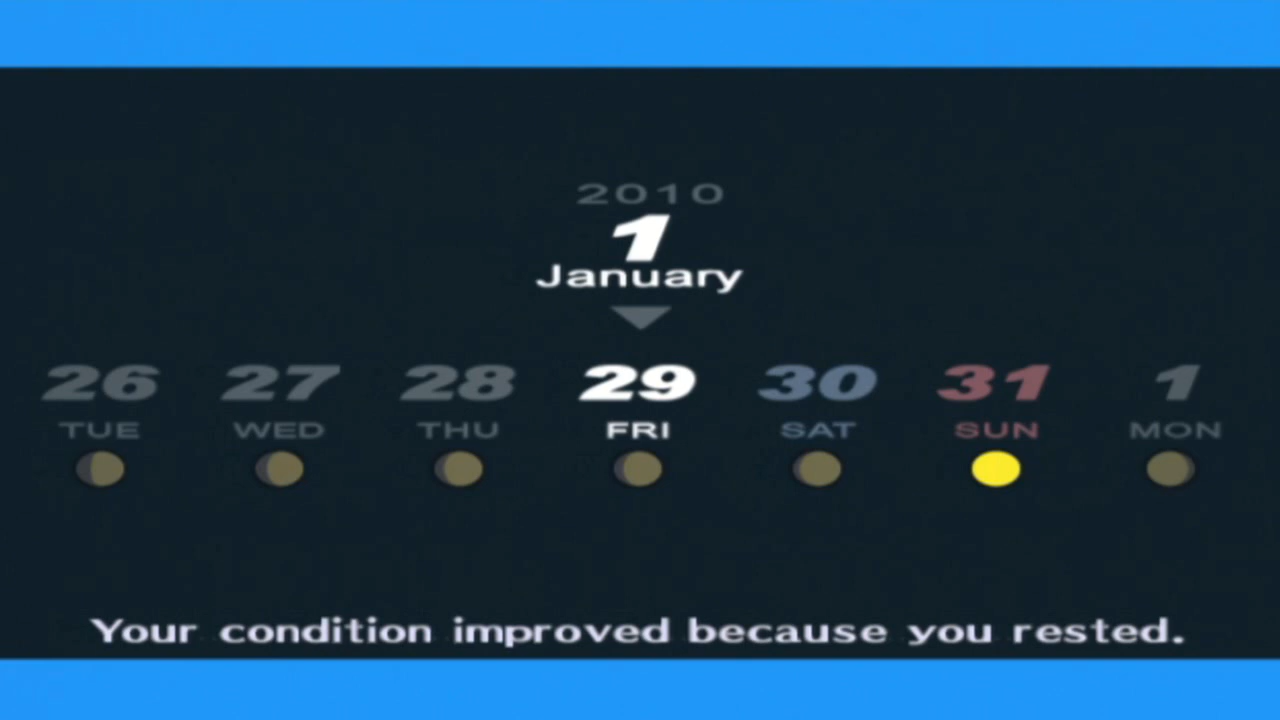 2010
1
January
26 27 28 29 30 31 1
TUE WED THU FRI SAT SUN MON
Your condition improved because you rested.